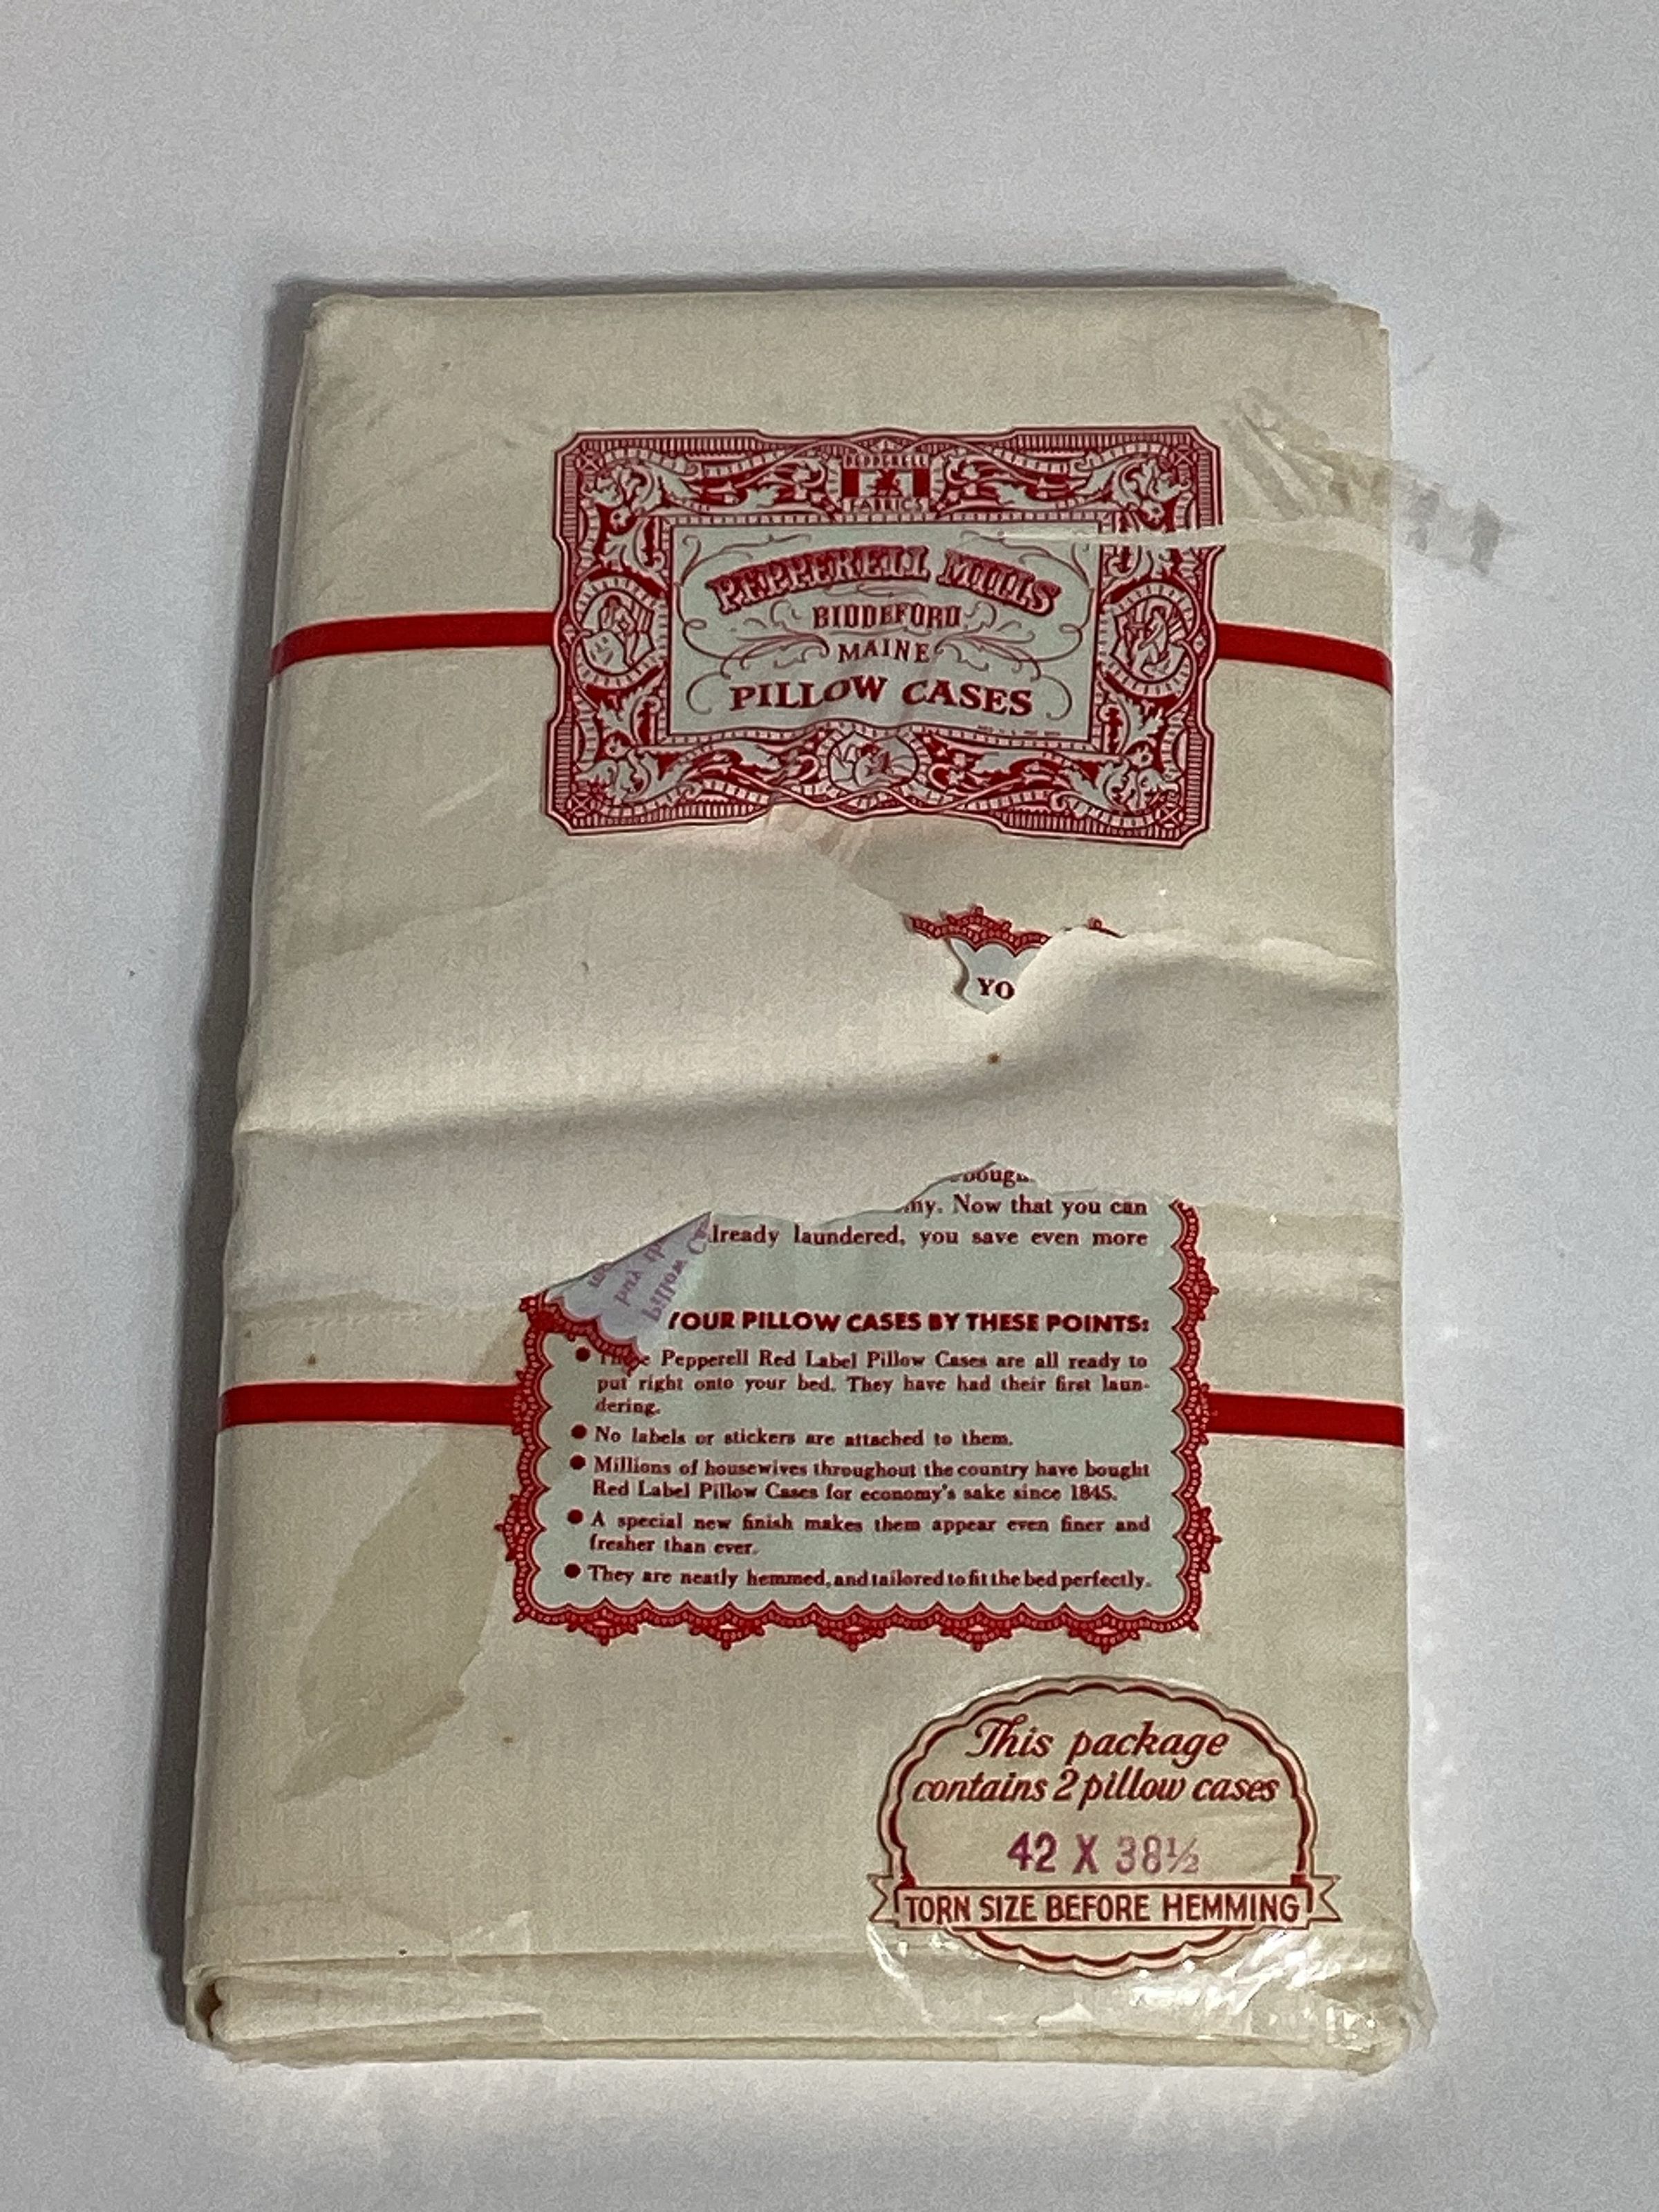 PEPPERELL
FABRICS
PEPPERELL MILLS
BIDDEFORD
MAINE
PILLOW CASES
YO
my. Now that you can
lready laundered, you save even more
YOUR PILLOW CASES BY THESE POINTS:
● These Pepperell Red Label Pillow Cases are all ready to
put right onto your bed. They have had their first laun-
dering.
● No labels or stickers are attached to them.
● Millions of housewives throughout the country have bought
Red Label Pillow Cases for economy's sake since 1845.
● A special new finish makes them appear even finer and
fresher than ever.
● They are neatly hemmed, and tailored to fit the bed perfectly.
This package
contains 2 pillow cases
42 X 38½
TORN SIZE BEFORE HEMMING